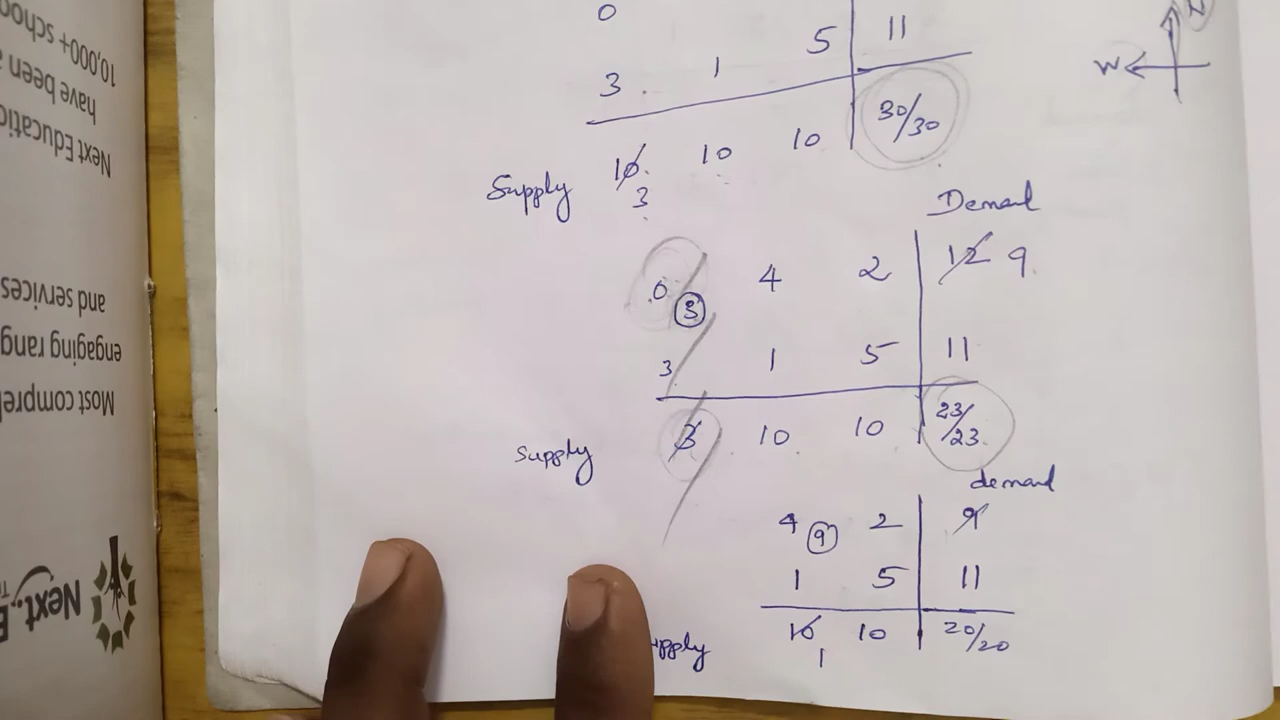 0
3 . 1 5 11
10 10 10 30/30
Supply 3
W
Demand
0 3 4 2 12 9
3 1 5 11
Supply 3 10 10 23/23
demand
4 9 2 9
1 5 11
10 10 20/20
1
10,000+ schoo
have been a
Next Educatio
and services
engaging rang
Most compreh
Next.E